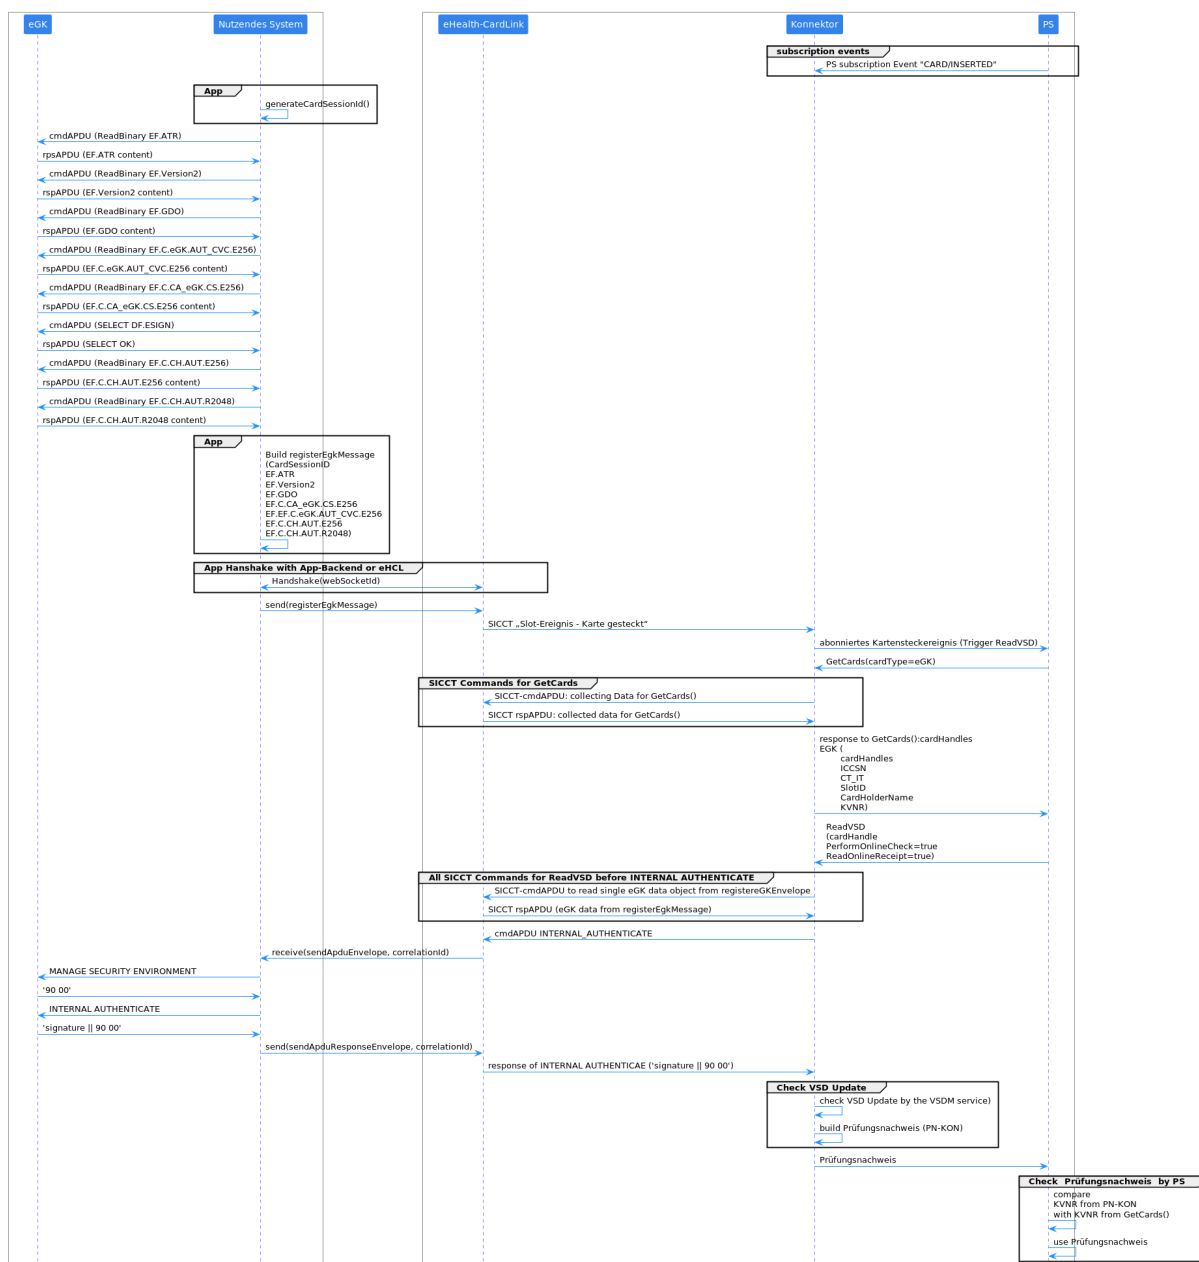 eGK
Nutzendes System
eHealth-CardLink
Konnektor
PS
subscription events
PS subscription Event "CARD/INSERTED"
App
generateCardSessionId()
cmdAPDU (ReadBinary EF.ATR)
rpsAPDU (EF.ATR content)
cmdAPDU (ReadBinary EF.Version2)
rspAPDU (EF.Version2 content)
cmdAPDU (ReadBinary EF.GDO)
rspAPDU (EF.GDO content)
cmdAPDU (ReadBinary EF.C.eGK.AUT_CVC.E256)
rspAPDU (EF.C.eGK.AUT_CVC.E256 content)
cmdAPDU (ReadBinary EF.C.CA_eGK.CS.E256)
rspAPDU (EF.C.CA_eGK.CS.E256 content)
cmdAPDU (SELECT DF.ESIGN)
rspAPDU (SELECT OK)
cmdAPDU (ReadBinary EF.C.CH.AUT.E256)
rspAPDU (EF.C.CH.AUT.E256 content)
cmdAPDU (ReadBinary EF.C.CH.AUT.R2048)
rspAPDU (EF.C.CH.AUT.R2048 content)
App
Build registerEgkMessage
(CardSessionID
EF.ATR
EF.Version2
EF.GDO
EF.C.CA_eGK.CS.E256
EF.EF.C.eGK.AUT_CVC.E256
EF.C.CH.AUT.E256
EF.C.CH.AUT.R2048)
App Hanshake with App-Backend or eHCL
Handshake(webSocketId)
send(registerEgkMessage)
SICCT „Slot-Ereignis - Karte gesteckt“
abonniertes Kartensteckereignis (Trigger ReadVSD)
GetCards(cardType=eGK)
SICCT Commands for GetCards
SICCT-cmdAPDU: collecting Data for GetCards()
SICCT rspAPDU: collected data for GetCards()
response to GetCards():cardHandles
EGK (
cardHandles
ICCSN
CT_IT
SlotID
CardHolderName
KVNR)
ReadVSD
(cardHandle
PerformOnlineCheck=true
ReadOnlineReceipt=true)
All SICCT Commands for ReadVSD before INTERNAL AUTHENTICATE
SICCT-cmdAPDU to read single eGK data object from registereGKEnvelope
SICCT rspAPDU (eGK data from registerEgkMessage)
cmdAPDU INTERNAL_AUTHENTICATE
receive(sendApduEnvelope, correlationId)
MANAGE SECURITY ENVIRONMENT
'90 00'
INTERNAL AUTHENTICATE
'signature || 90 00'
send(sendApduResponseEnvelope, correlationId)
response of INTERNAL AUTHENTICAE ('signature || 90 00')
Check VSD Update
check VSD Update by the VSDM service)
build Prüfungsnachweis (PN-KON)
Prüfungsnachweis
Check  Prüfungsnachweis  by PS
compare
KVNR from PN-KON
with KVNR from GetCards()
use Prüfungsnachweis